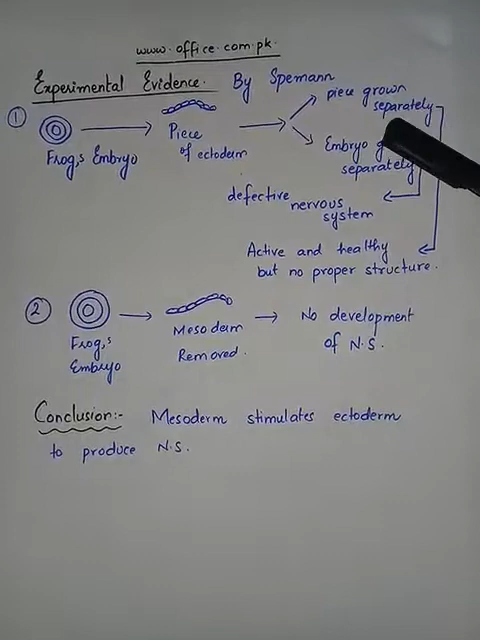 www.office.com.pk.
Experimental Evidence. By Spemann
1
Frog,s Embryo
Piece
of ectoderm
piece grown
separately
Embryo
separately
defective
nervous
system
Active and healthy
but no proper structure.
2
Frog,s
Embryo
Mesoderm
Removed.
No development
of N.S.
Conclusion:- Mesoderm stimulates ectoderm
to produce N.S.